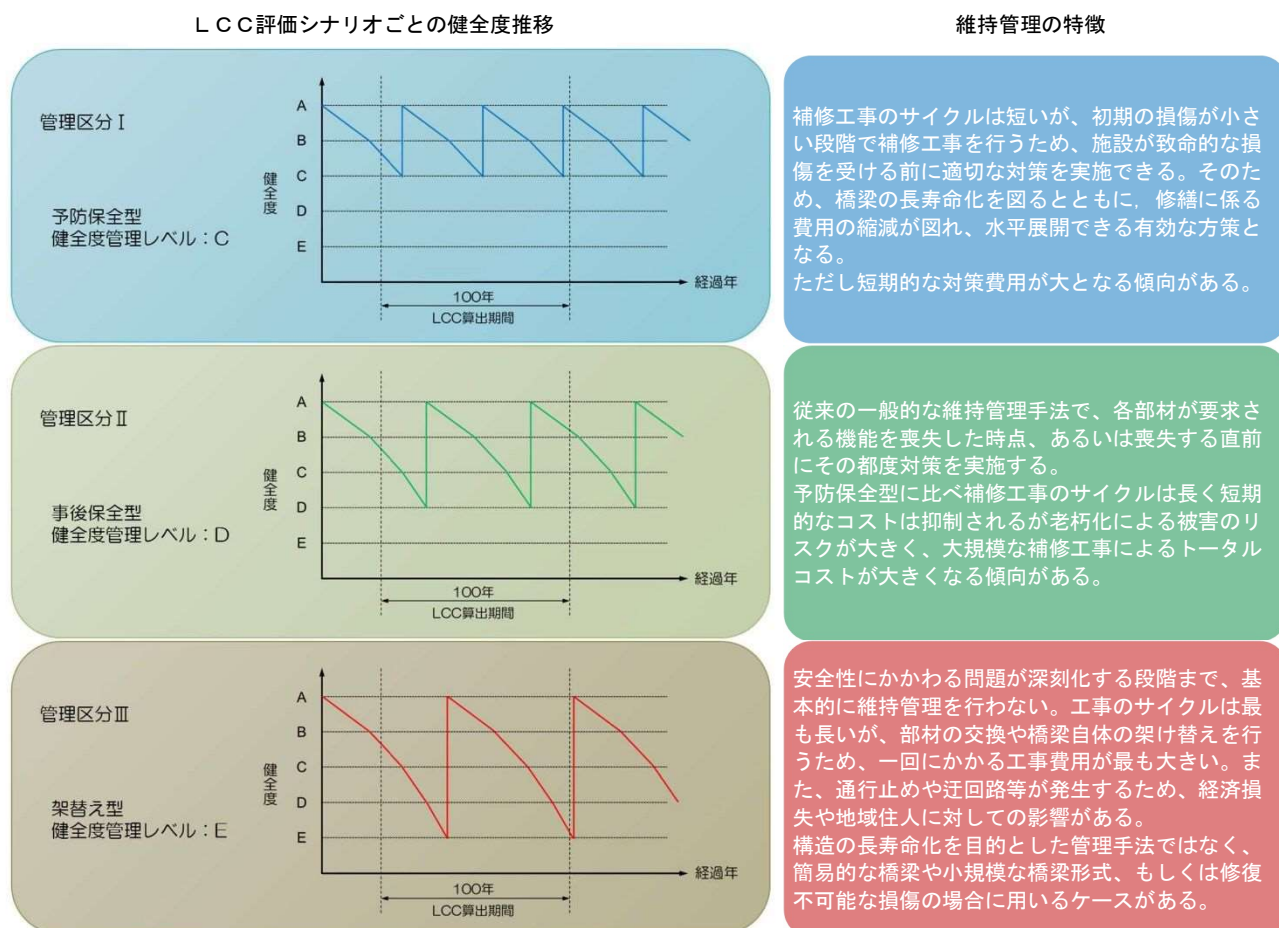 ＬＣＣ評価シナリオごとの健全度推移
維持管理の特徴
管理区分Ⅰ
予防保全型
健全度管理レベル：C
健全度
A
B
C
D
E
経過年
100年
LCC算出期間
補修工事のサイクルは短いが、初期の損傷が小さ
い段階で補修工事を行うため、施設が致命的な損
傷を受ける前に適切な対策を実施できる。そのた
め、橋梁の長寿命化を図るとともに，修繕に係る
費用の縮減が図れ、水平展開できる有効な方策と
なる。
ただし短期的な対策費用が大となる傾向がある。
管理区分Ⅱ
事後保全型
健全度管理レベル：D
健全度
A
B
C
D
E
経過年
100年
LCC算出期間
従来の一般的な維持管理手法で、各部材が要求さ
れる機能を喪失した時点、あるいは喪失する直前
にその都度対策を実施する。
予防保全型に比べ補修工事のサイクルは長く短期
的なコストは抑制されるが老朽化による被害のリ
スクが大きく、大規模な補修工事によるトータル
コストが大きくなる傾向がある。
管理区分Ⅲ
架替え型
健全度管理レベル：E
健全度
A
B
C
D
E
経過年
100年
LCC算出期間
安全性にかかわる問題が深刻化する段階まで、基
本的に維持管理を行わない。工事のサイクルは最
も長いが、部材の交換や橋梁自体の架け替えを行
うため、一回にかかる工事費用が最も大きい。ま
た、通行止めや迂回路等が発生するため、経済損
失や地域住人に対しての影響がある。
構造の長寿命化を目的とした管理手法ではなく、
簡易的な橋梁や小規模な橋梁形式、もしくは修復
不可能な損傷の場合に用いるケースがある。